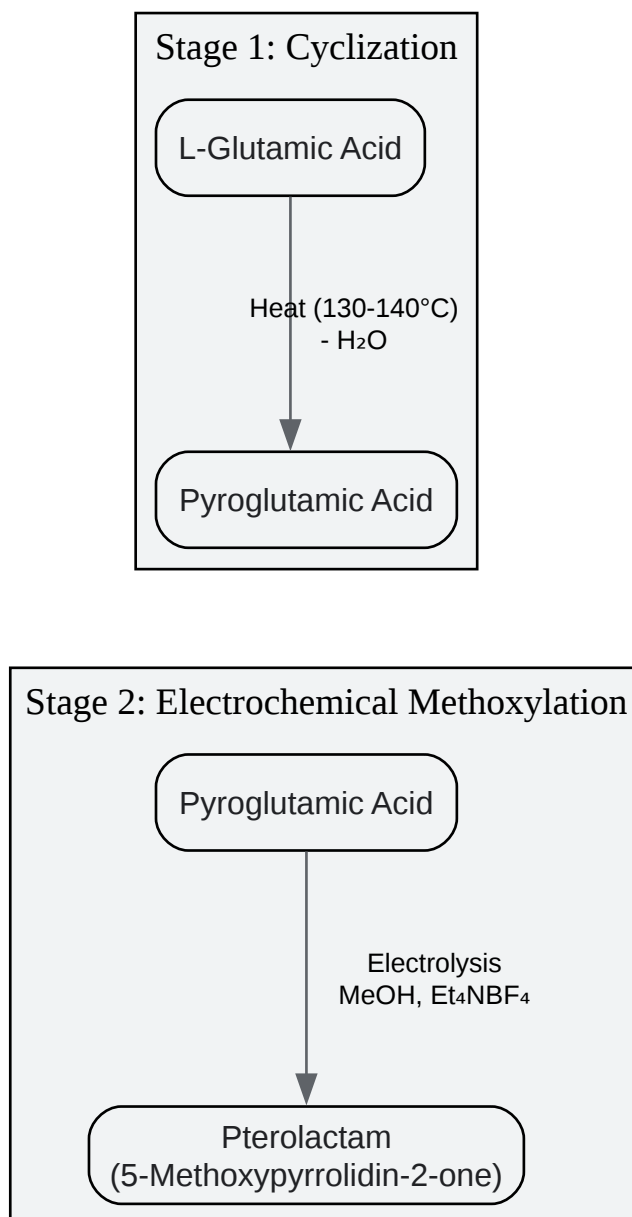 Stage 1: Cyclization
L-Glutamic Acid
Heat (130-140°C)
- H₂O
Pyroglutamic Acid
Stage 2: Electrochemical Methoxylation
Pyroglutamic Acid
Electrolysis
MeOH, Et₄NBF₄
Pterolactam
(5-Methoxypyrrolidin-2-one)